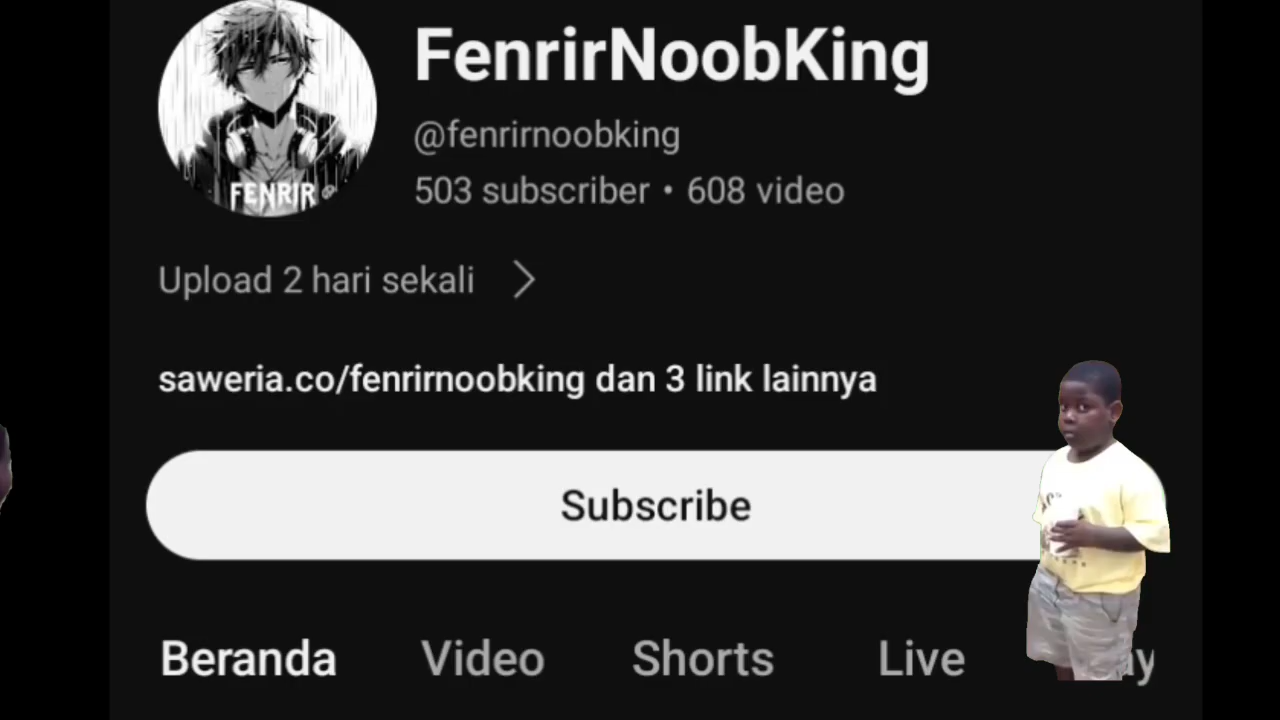 FENRIR
FenrirNoobKing
@fenrirnoobking
503 subscriber • 608 video
Upload 2 hari sekali
saweria.co/fenrirnoobking dan 3 link lainnya
Subscribe
Beranda Video Shorts Live